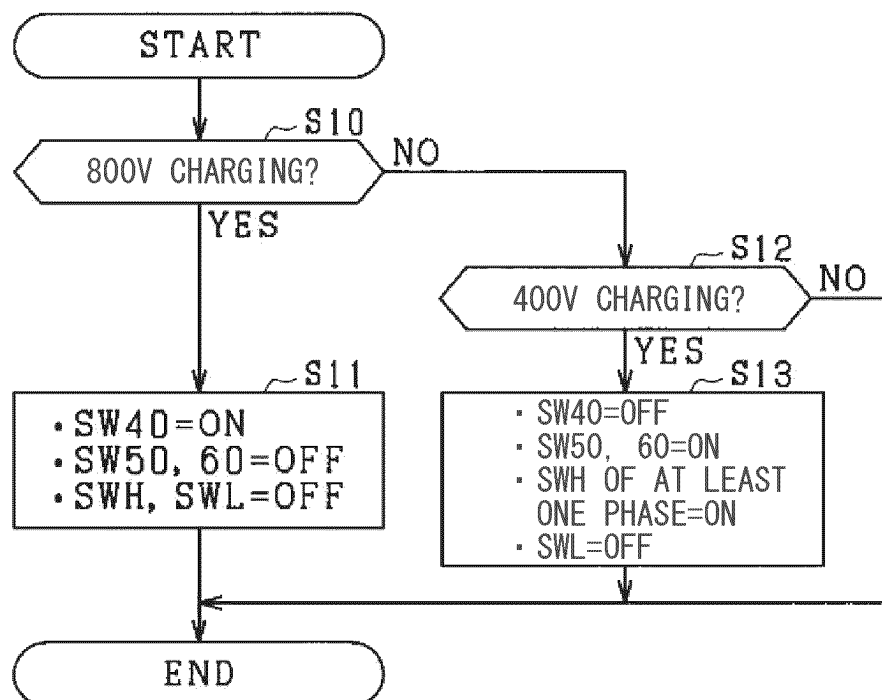 START
S10
800V CHARGING?
NO
YES
S12
400V CHARGING?
NO
YES
S11
・SW40=ON
・SW50, 60=OFF
・SWH, SWL=OFF
S13
・SW40=OFF
・SW50, 60=ON
・SWH OF AT LEAST
ONE PHASE=ON
・SWL=OFF
END